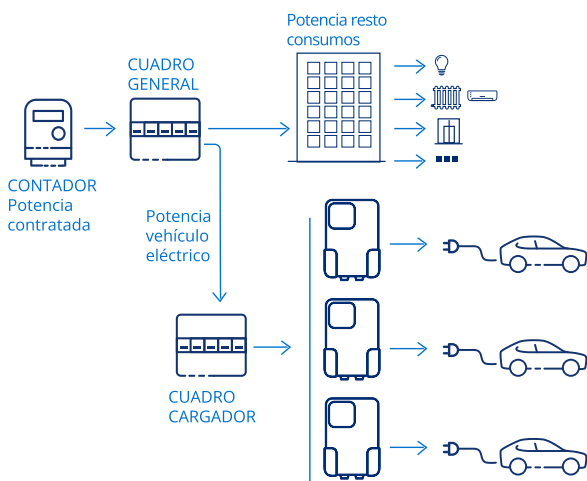 Potencia resto
consumos
CUADRO
GENERAL
CONTADOR
Potencia
contratada
Potencia
vehículo
eléctrico
CUADRO
CARGADOR